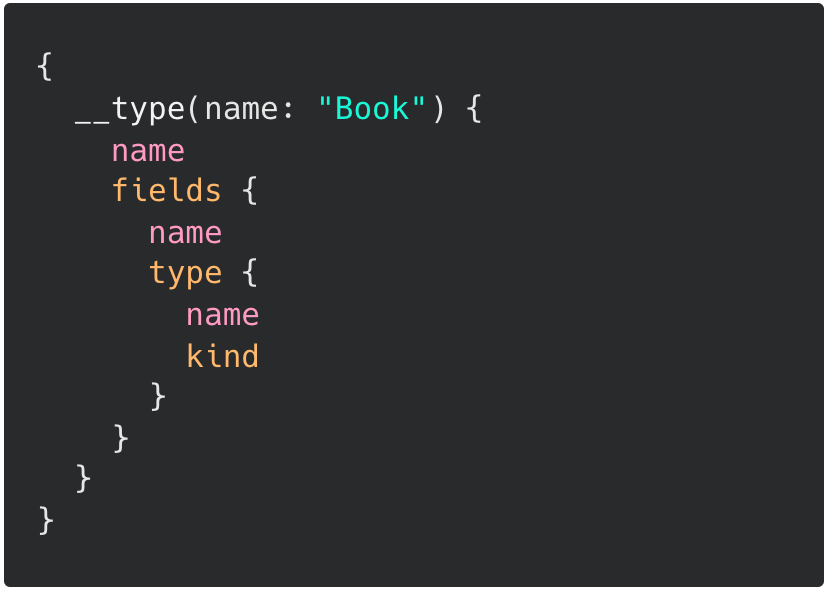 {
  __type(name: "Book") {
    name
    fields {
      name
      type {
        name
        kind
      }
    }
  }
}